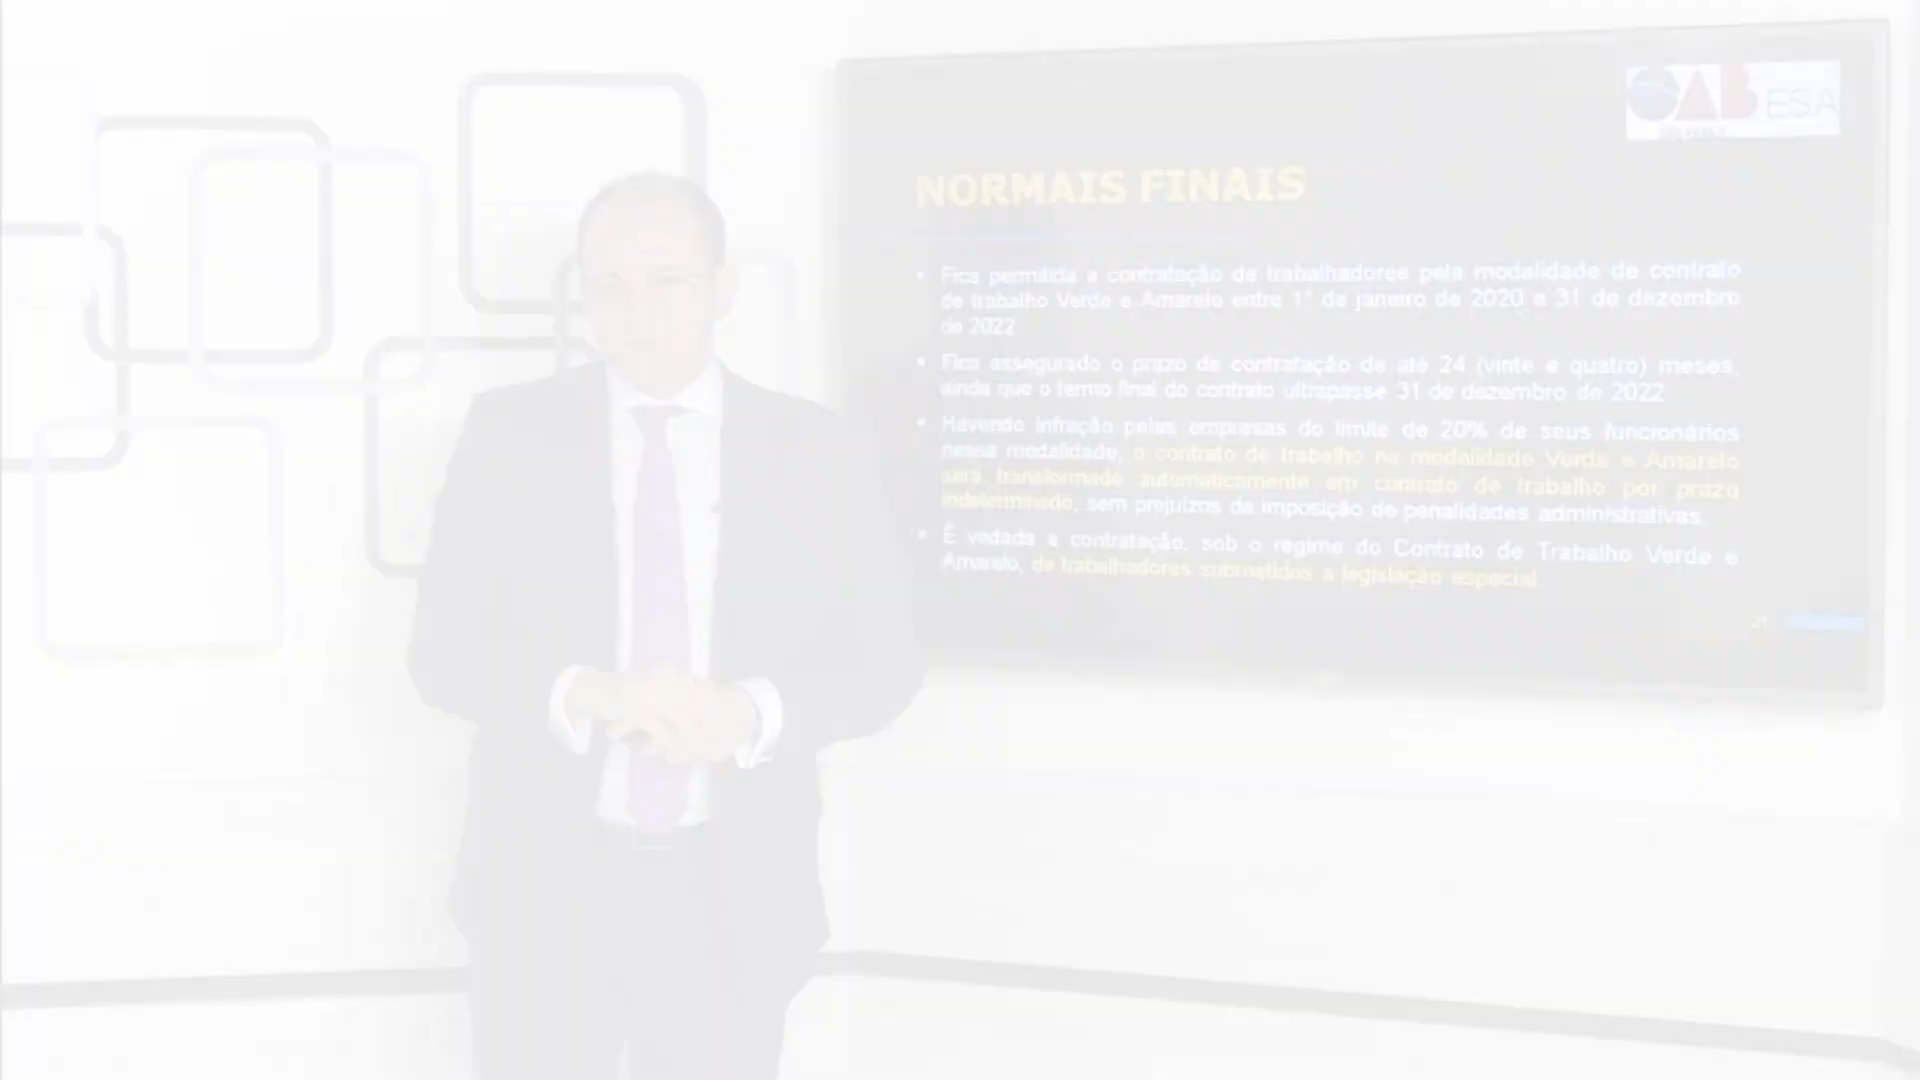 OAB ESA
NORMAIS FINAIS
• Fica permitida a contratação de trabalhadores pela modalidade de contrato
de trabalho Verde e Amarelo entre 1° de janeiro de 2020 a 31 de dezembro
de 2022
• Fica assegurado o prazo de contratação de até 24 (vinte e quatro) meses,
ainda que o termo final do contrato ultrapasse 31 de dezembro de 2022
• Havendo infração pelas empresas do limite de 20% de seus funcionários
nessa modalidade, o contrato de trabalho na modalidade Verde e Amarelo
será transformado automaticamente em contrato de trabalho por prazo
indeterminado, sem prejuízos da imposição de penalidades administrativas.
• É vedada a contratação, sob o regime do Contrato de Trabalho Verde e
Amarelo, de trabalhadores submetidos a legislação especial.